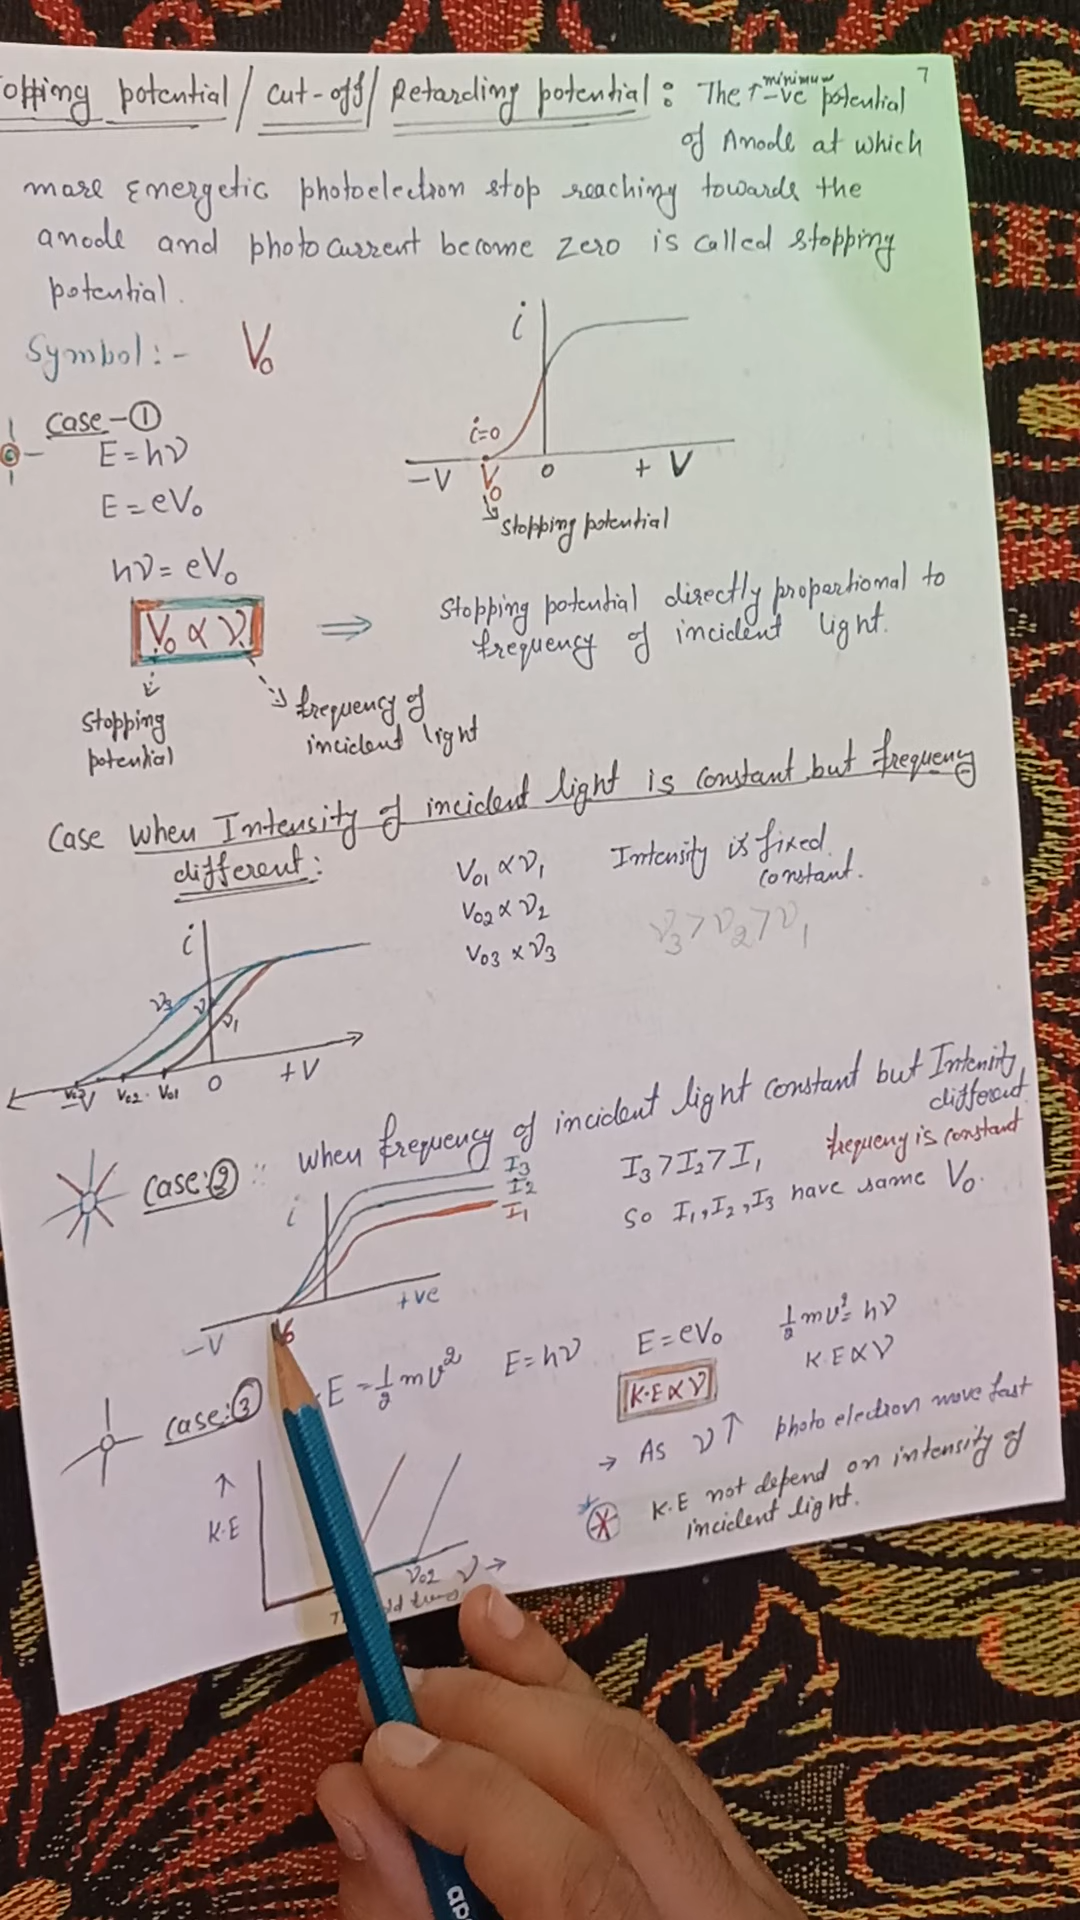 opping potential / Cut-off / Retarding potential : The minimum -ve potential
7
of Anode at which
more Emergetic photoelectron stop reaching towards the
anode and photocurrent become zero is called stopping
potential.
Symbol:- V₀
i
i=0
-V V₀ 0 + V
stopping potential
Case-①
E = hν
E = eV₀
hν = eV₀
V₀ ∝ ν ⇒ Stopping potential directly proportional to
frequency of incident light.
Stopping
potential
frequency of
incident light
Case when Intensity of incident light is constant but frequency
different:
V₀₁ ∝ ν₁
V₀₂ ∝ ν₂
V₀₃ ∝ ν₃
Intensity is fixed
constant.
ν₃ > ν₂ > ν₁
i
ν₃ ν ν₁
-V V₀₂ V₀₁ 0 +V
Case:② :: when frequency of incident light constant but Intensity
different
I₃
I₂
I₁
i
-V V₀ +ve
I₃ > I₂ > I₁ frequency is constant
So I₁, I₂, I₃ have same V₀.
Case:③ .E = ½ mv² E = hν E = eV₀ ½ mv² = hν
K.E ∝ ν
K.E ∝ ν
→ As ν ↑ photo electron move fast
K.E not depend on intensity of
incident light.
↑
K.E
V₀₂ ν →
apsa